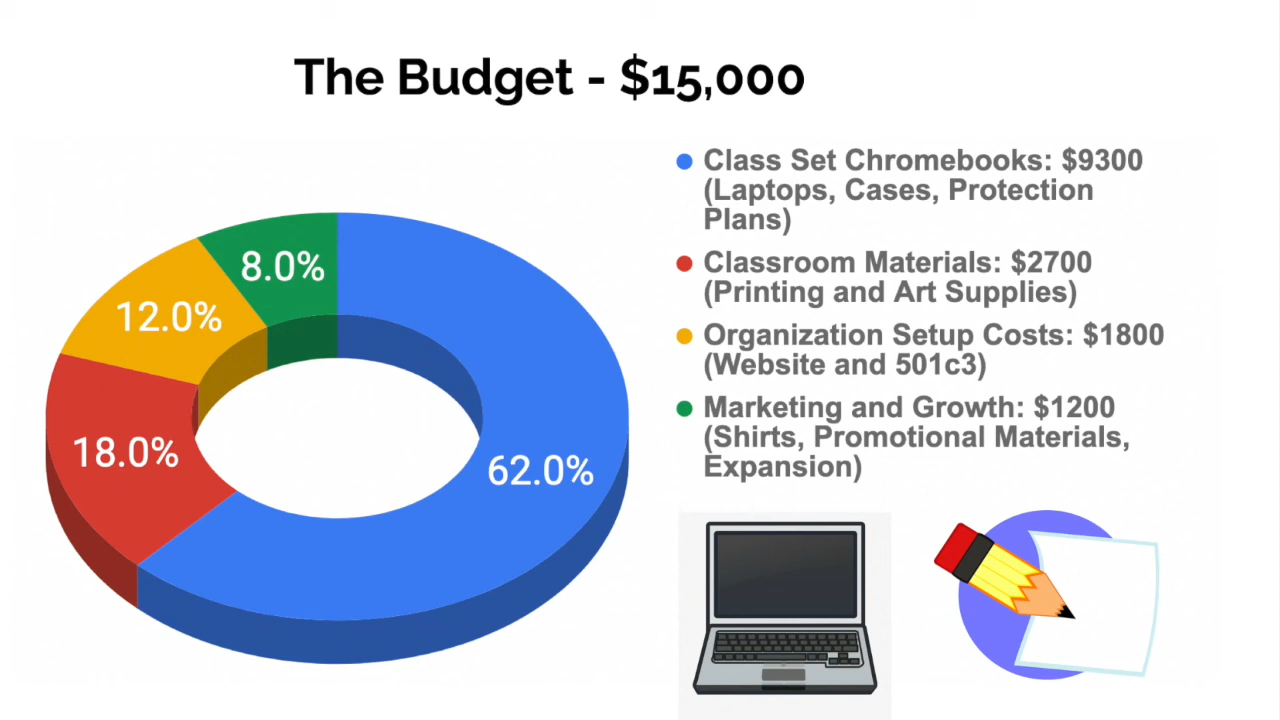 The Budget - $15,000
8.0%
12.0%
18.0%
62.0%
Class Set Chromebooks: $9300
(Laptops, Cases, Protection
Plans)
Classroom Materials: $2700
(Printing and Art Supplies)
Organization Setup Costs: $1800
(Website and 501c3)
Marketing and Growth: $1200
(Shirts, Promotional Materials,
Expansion)